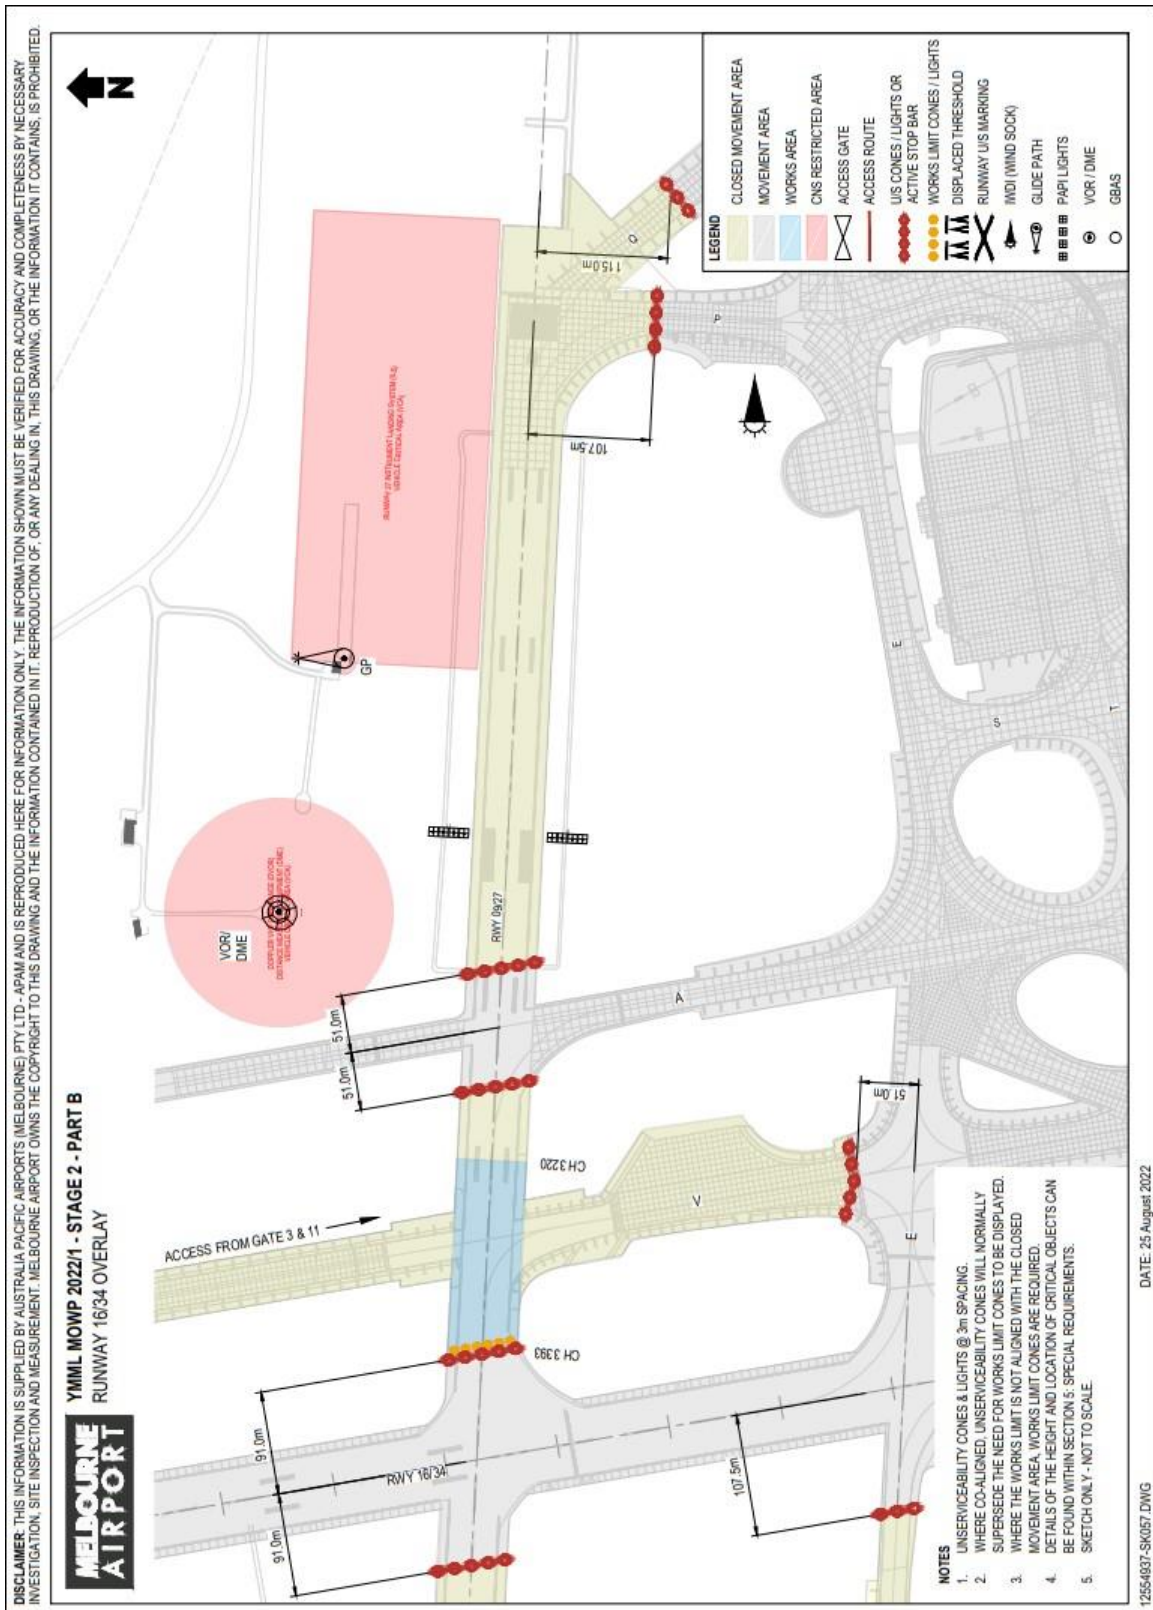 DISCLAIMER: THIS INFORMATION IS SUPPLIED BY AUSTRALIA PACIFIC AIRPORTS (MELBOURNE) PTY LTD - APAM AND IS REPRODUCED HERE FOR INFORMATION ONLY. THE INFORMATION SHOWN MUST BE VERIFIED FOR ACCURACY AND COMPLETENESS BY NECESSARY
INVESTIGATION, SITE INSPECTION AND MEASUREMENT. MELBOURNE AIRPORT OWNS THE COPYRIGHT TO THIS DRAWING AND THE INFORMATION CONTAINED IN IT. REPRODUCTION OF, OR ANY DEALING IN, THIS DRAWING, OR THE INFORMATION IT CONTAINS, IS PROHIBITED.
MELBOURNE
AIRPORT
YMML MOWP 2022/1 - STAGE 2 - PART B
RUNWAY 16/34 OVERLAY
N
ACCESS FROM GATE 3 & 11
91.0m
91.0m
RWY 16/34
CH 3393
CH 3220
51.0m
51.0m
VOR/
DME
GP
RUNWAY 27 INSTRUMENT LANDING SYSTEM (ILS)
VEHICLE CRITICAL AREA (VCA)
RWY 09/27
107.5m
115.0m
Q
P
A
V
E
51.0m
107.5m
E
S
T
LEGEND
CLOSED MOVEMENT AREA
MOVEMENT AREA
WORKS AREA
CNS RESTRICTED AREA
ACCESS GATE
ACCESS ROUTE
U/S CONES / LIGHTS OR
ACTIVE STOP BAR
WORKS LIMIT CONES / LIGHTS
DISPLACED THRESHOLD
RUNWAY U/S MARKING
IWDI (WIND SOCK)
GLIDE PATH
PAPI LIGHTS
VOR / DME
GBAS
NOTES
1. UNSERVICEABILITY CONES & LIGHTS @ 3m SPACING.
2. WHERE CO-ALIGNED, UNSERVICEABILITY CONES WILL NORMALLY
SUPERSEDE THE NEED FOR WORKS LIMIT CONES TO BE DISPLAYED.
3. WHERE THE WORKS LIMIT IS NOT ALIGNED WITH THE CLOSED
MOVEMENT AREA, WORKS LIMIT CONES ARE REQUIRED.
4. DETAILS OF THE HEIGHT AND LOCATION OF CRITICAL OBJECTS CAN
BE FOUND WITHIN SECTION 5: SPECIAL REQUIREMENTS.
5. SKETCH ONLY - NOT TO SCALE.
12554937-SK057.DWG
DATE: 25 August 2022